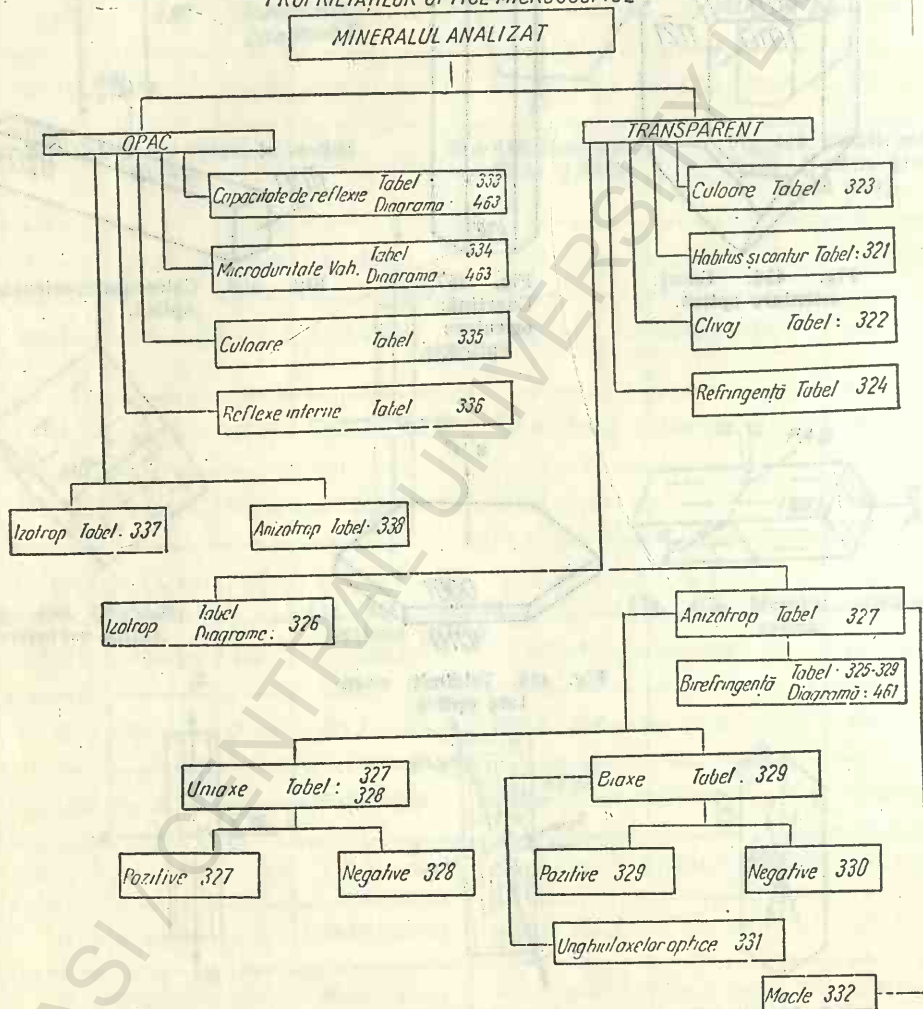 PROPRIETĂȚILOR OPTICE MICROSCOPICE
MINERALUL ANALIZAT
OPAC
TRANSPARENT
Capacitate de reflexie Tabel 333
Diagrama: 463
Culoare Tabel 323
Microduritate Vah. Tabel 334
Diagrama: 463
Habitus și contur Tabel: 321
Culoare Tabel 335
Clivaj Tabel: 322
Reflexe interne Tabel 336
Refringență Tabel 324
Izotrop Tabel. 337
Anizotrop Tabel. 338
Izotrop Tabel
Diagrame: 326
Anizotrop Tabel 327
Birefringență Tabel. 325-329
Diagramă: 461
Uniaxe Tabel: 327
328
Biaxe Tabel. 329
Pozitive 327
Negative 328
Pozitive 329
Negative 330
Unghiul axelor optice 331
Macle 332
IASI / CENTRAL UNIVERSITY LI